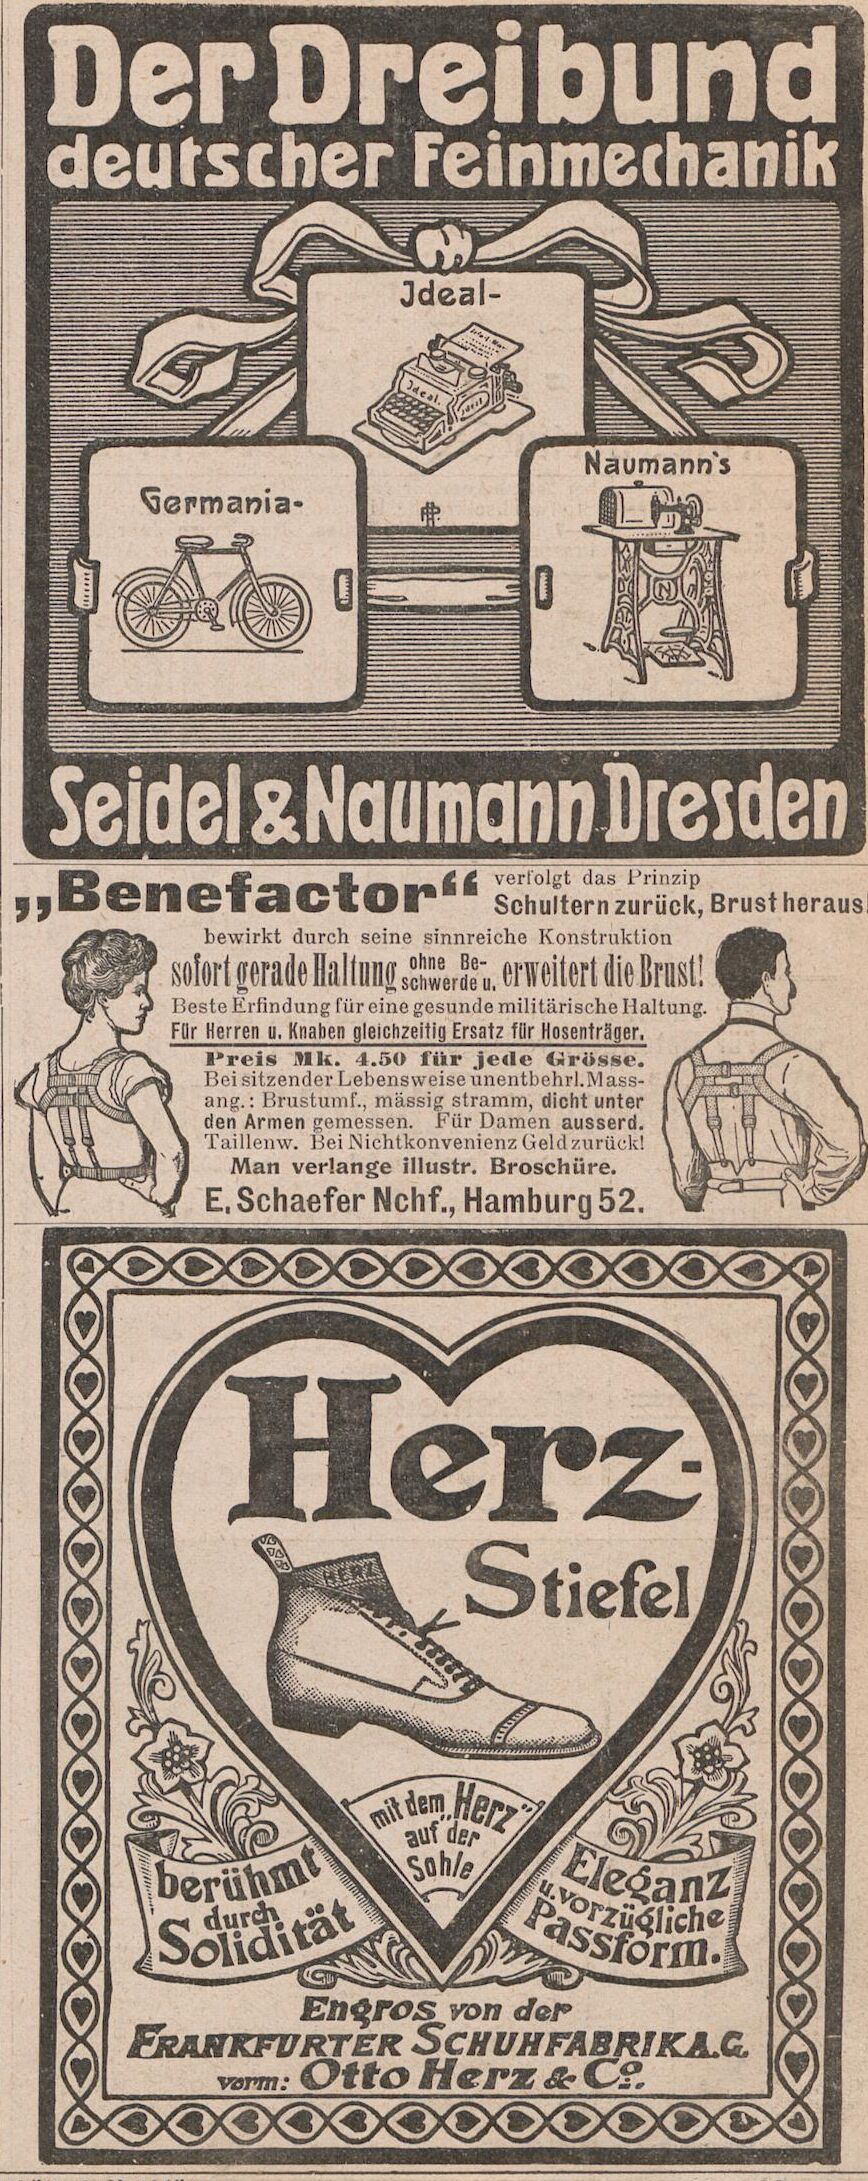 Der Dreibund
deutscher Feinmechanik
Ideal-
Ideal.
Ideal
Germania-
Naumann's
N
Seidel & Naumann Dresden
„Benefactor“ verfolgt das Prinzip
Schultern zurück, Brust heraus
bewirkt durch seine sinnreiche Konstruktion
sofort gerade Haltung ohne Be-
schwerde u. erweitert die Brust!
Beste Erfindung für eine gesunde militärische Haltung.
Für Herren u. Knaben gleichzeitig Ersatz für Hosenträger.
Preis Mk. 4.50 für jede Grösse.
Bei sitzender Lebensweise unentbehrl. Mass-
ang.: Brustumf., mässig stramm, dicht unter
den Armen gemessen. Für Damen ausserd.
Taillenw. Bei Nichtkonvenienz Geld zurück!
Man verlange illustr. Broschüre.
E. Schaefer Nchf., Hamburg 52.
Herz-
Stiefel
HERZ
mit dem „Herz“
auf der
Sohle
berühmt
durch
Solidität
Eleganz
u. vorzügliche
Passform.
Engros von der
FRANKFURTER SCHUHFABRIK A.G.
vorm: Otto Herz & Co.